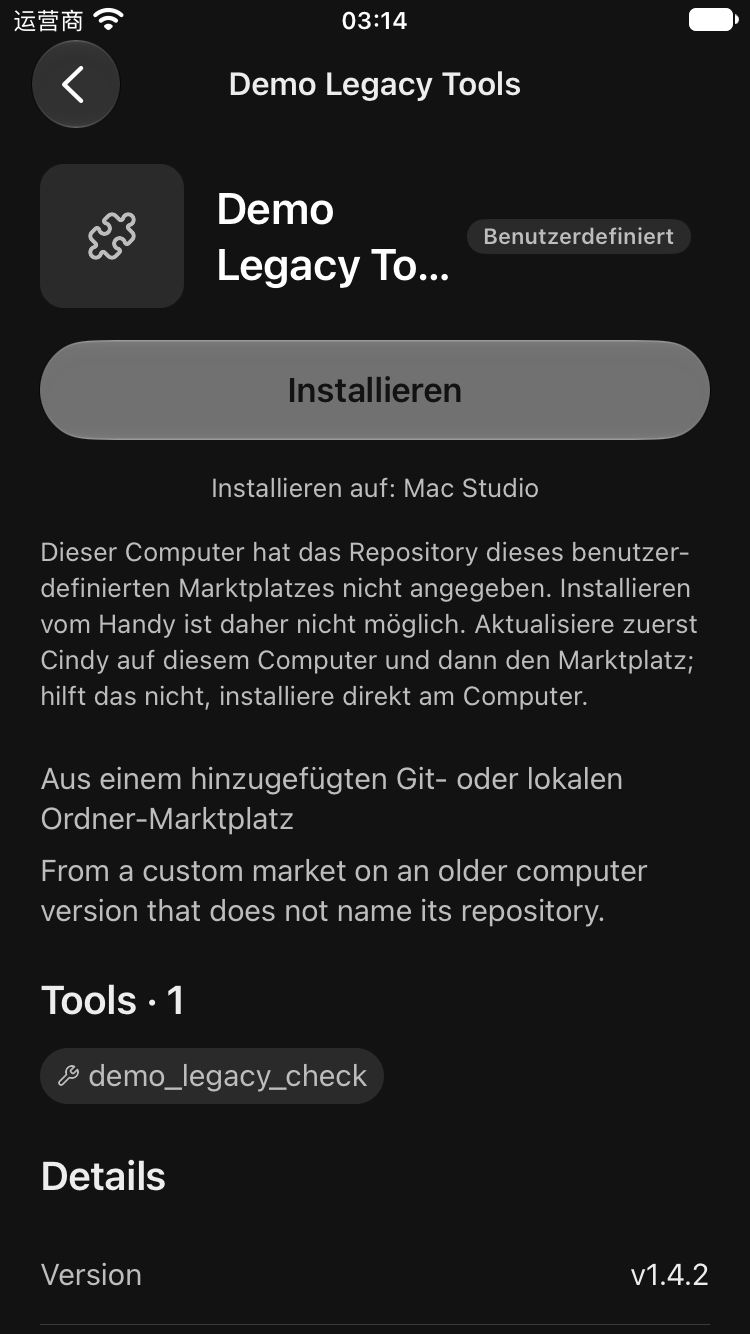 运营商
03:14
Demo Legacy Tools
Demo
Legacy To...
Benutzerdefiniert
Installieren
Installieren auf: Mac Studio
Dieser Computer hat das Repository dieses benutzer-
definierten Marktplatzes nicht angegeben. Installieren
vom Handy ist daher nicht möglich. Aktualisiere zuerst
Cindy auf diesem Computer und dann den Marktplatz;
hilft das nicht, installiere direkt am Computer.
Aus einem hinzugefügten Git- oder lokalen
Ordner-Marktplatz
From a custom market on an older computer
version that does not name its repository.
Tools · 1
demo_legacy_check
Details
Version
v1.4.2